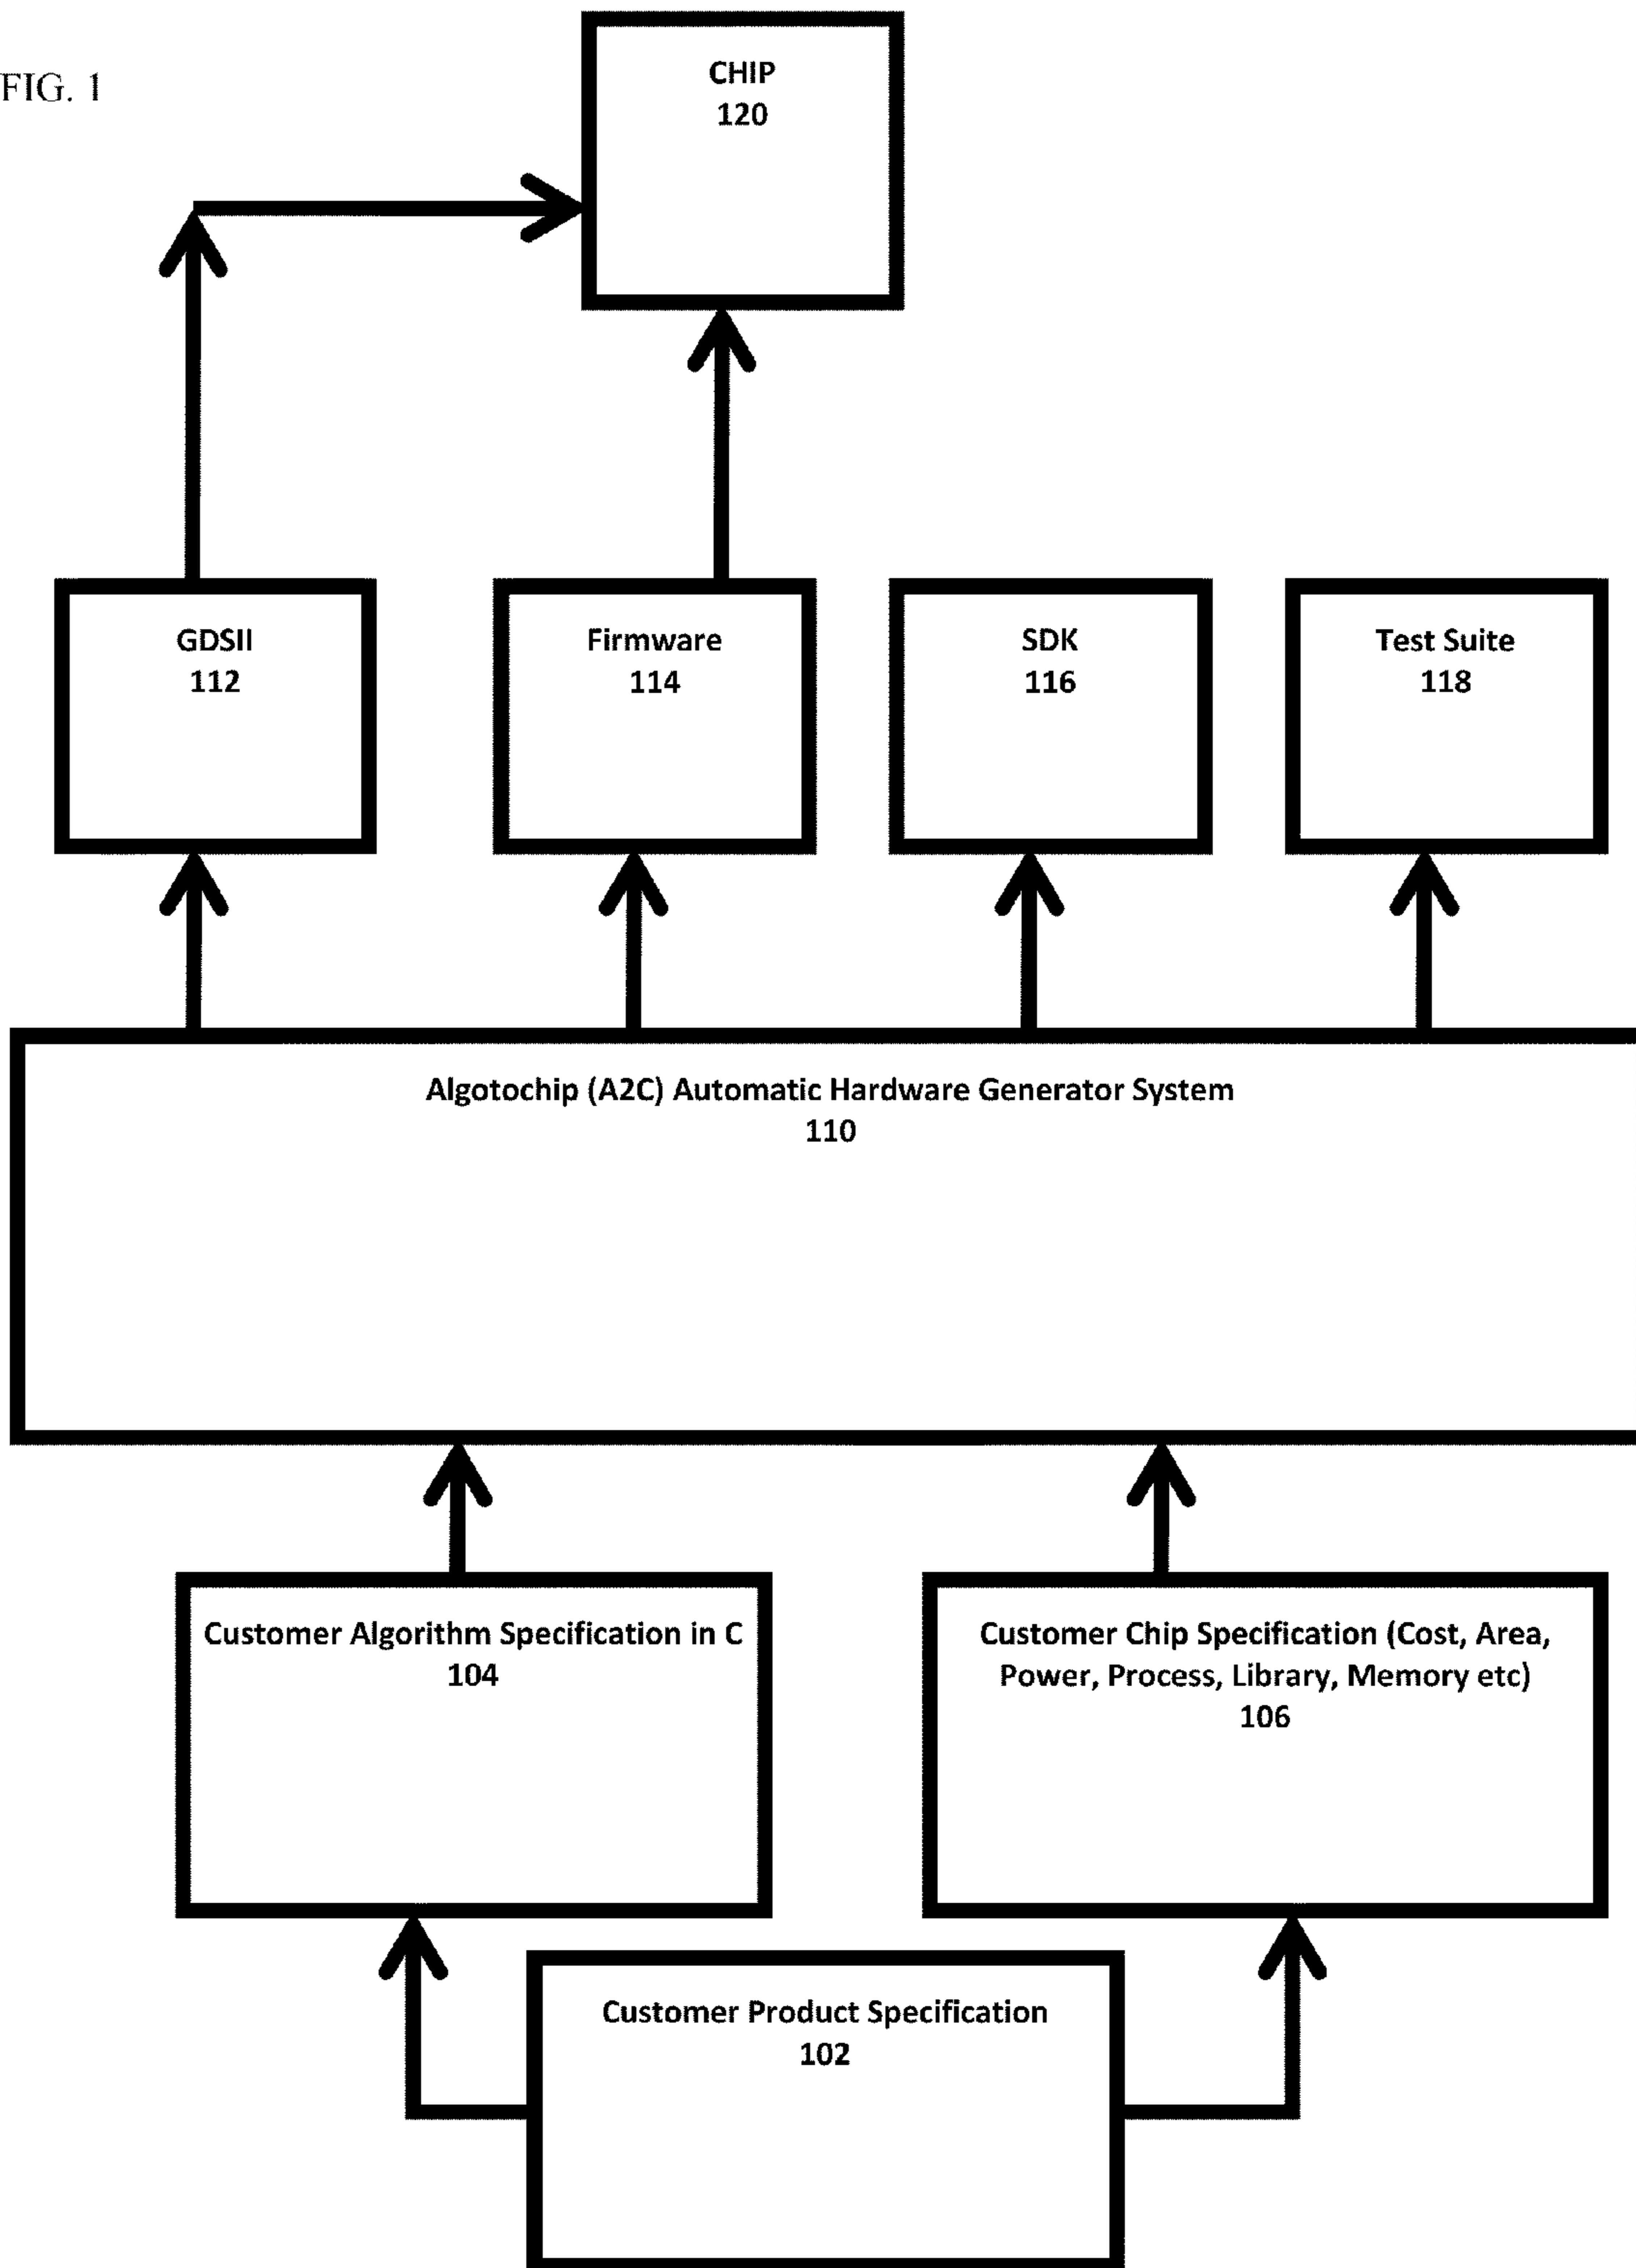 FIG. 1
CHIP
120
GDSII
112
Firmware
114
SDK
116
Test Suite
118
Algotochip (A2C) Automatic Hardware Generator System
110
Customer Algorithm Specification in C
104
Customer Chip Specification (Cost, Area,
Power, Process, Library, Memory etc)
106
Customer Product Specification
102